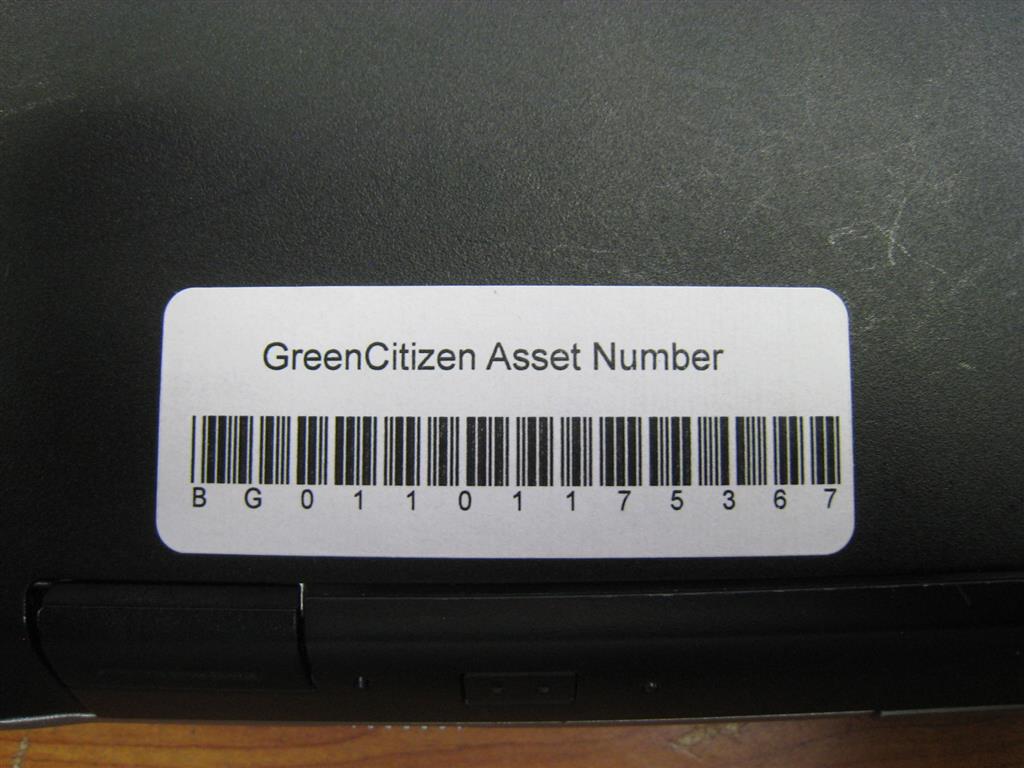 GreenCitizen Asset Number
B G 0 1 1 0 1 1 7 5 3 6 7